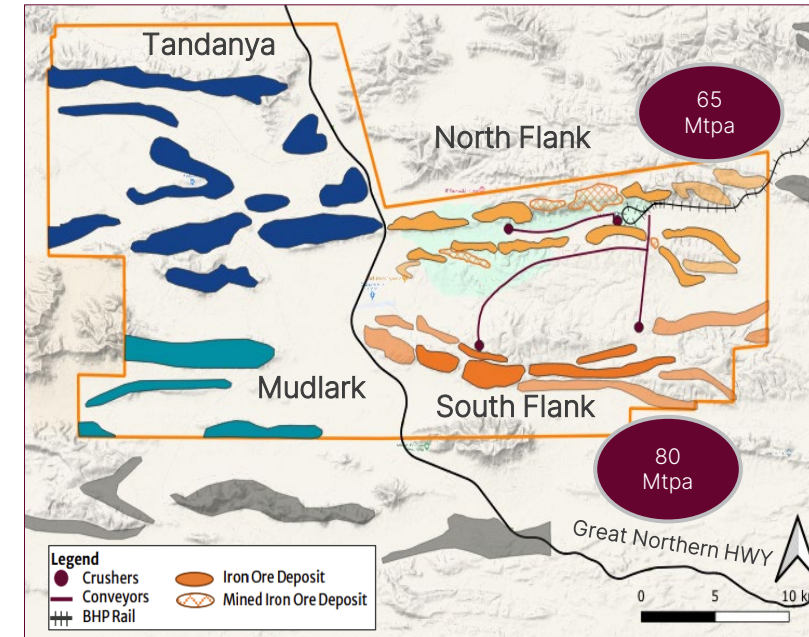 Tandanya
North Flank
65
Mtpa
Mudlark
South Flank
80
Mtpa
Great Northern HWY
Legend
Crushers
Conveyors
BHP Rail
Iron Ore Deposit
Mined Iron Ore Deposit
0 5 10 k